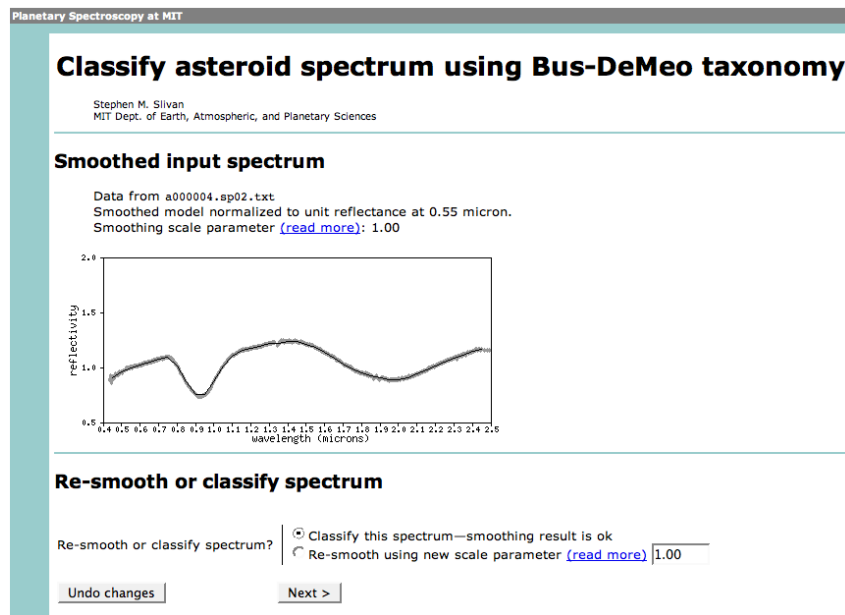 Planetary Spectroscopy at MIT
Classify asteroid spectrum using Bus-DeMeo taxonomy
Stephen M. Slivan
MIT Dept. of Earth, Atmospheric, and Planetary Sciences
Smoothed input spectrum
Data from a000004.sp02.txt
Smoothed model normalized to unit reflectance at 0.55 micron.
Smoothing scale parameter (read more): 1.00
2.0
1.5
1.0
0.5
reflectivity
0.4 0.5 0.6 0.7 0.8 0.9 1.0 1.1 1.2 1.3 1.4 1.5 1.6 1.7 1.8 1.9 2.0 2.1 2.2 2.3 2.4 2.5
wavelength (microns)
Re-smooth or classify spectrum
Re-smooth or classify spectrum?
Classify this spectrum—smoothing result is ok
Re-smooth using new scale parameter (read more) 1.00
Undo changes Next >